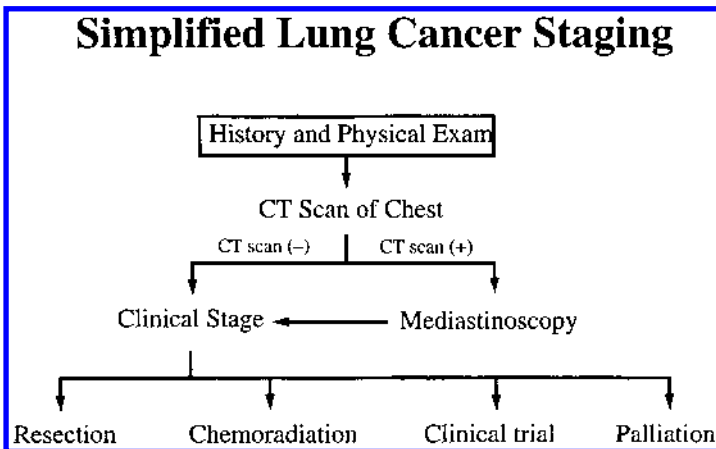 Simplified Lung Cancer Staging
History and Physical Exam
CT Scan of Chest
CT scan (–)
CT scan (+)
Clinical Stage
Mediastinoscopy
Resection
Chemoradiation
Clinical trial
Palliation